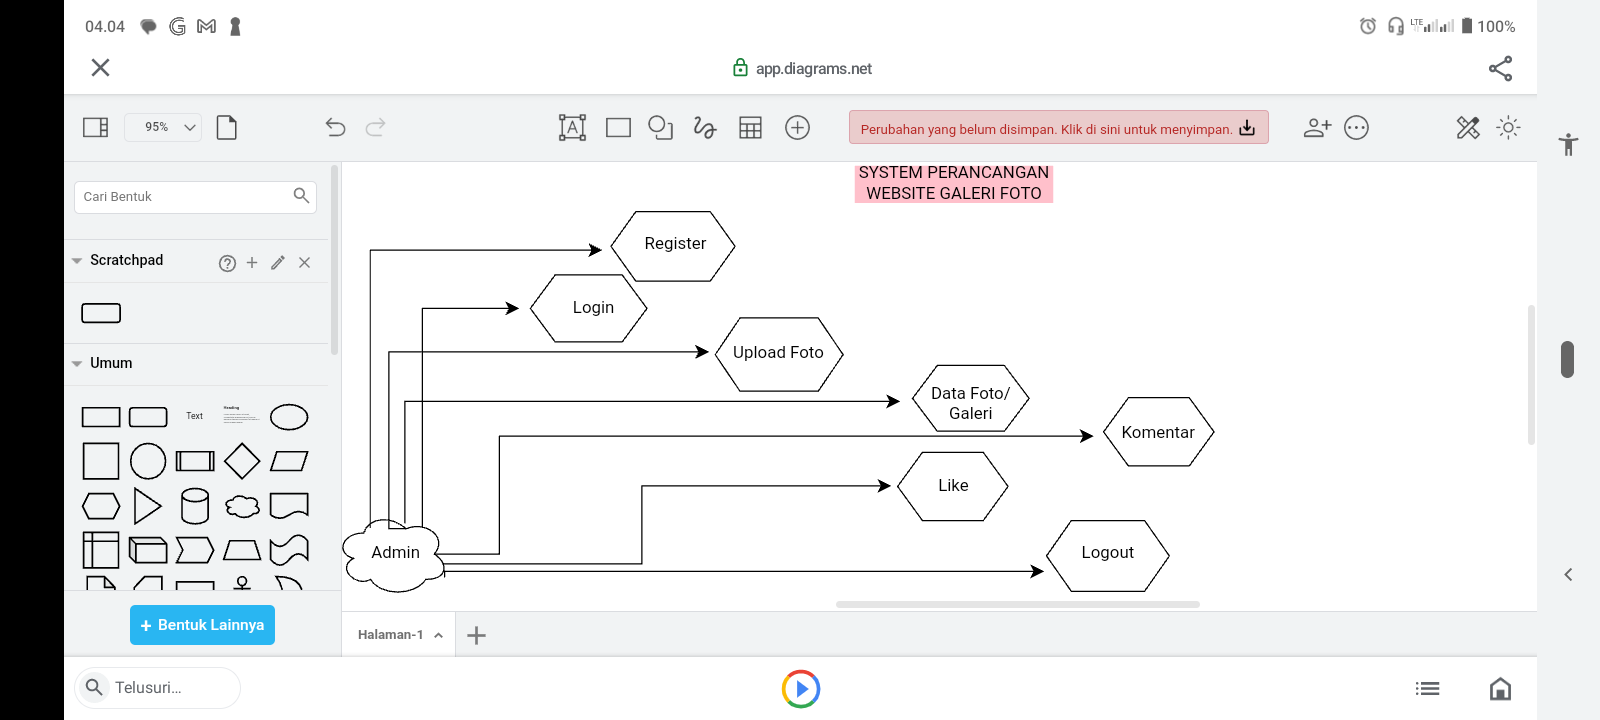 04.04
LTE
100%
app.diagrams.net
95%
A
Perubahan yang belum disimpan. Klik di sini untuk menyimpan.
Cari Bentuk
Scratchpad
Umum
Text
Heading
+ Bentuk Lainnya
SYSTEM PERANCANGAN
WEBSITE GALERI FOTO
Register
Login
Upload Foto
Data Foto/
Galeri
Komentar
Like
Admin
Logout
Halaman-1
Telusuri...